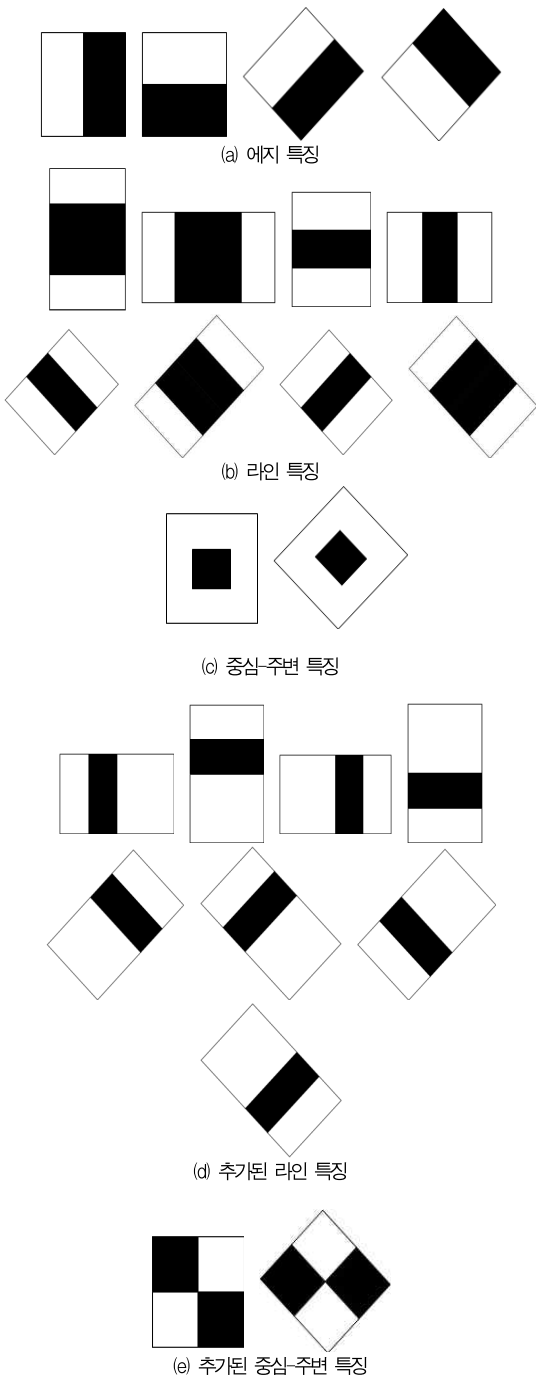 (a) 에지 특징
(b) 라인 특징
(c) 중심-주변 특징
(d) 추가된 라인 특징
(e) 추가된 중심-주변 특징